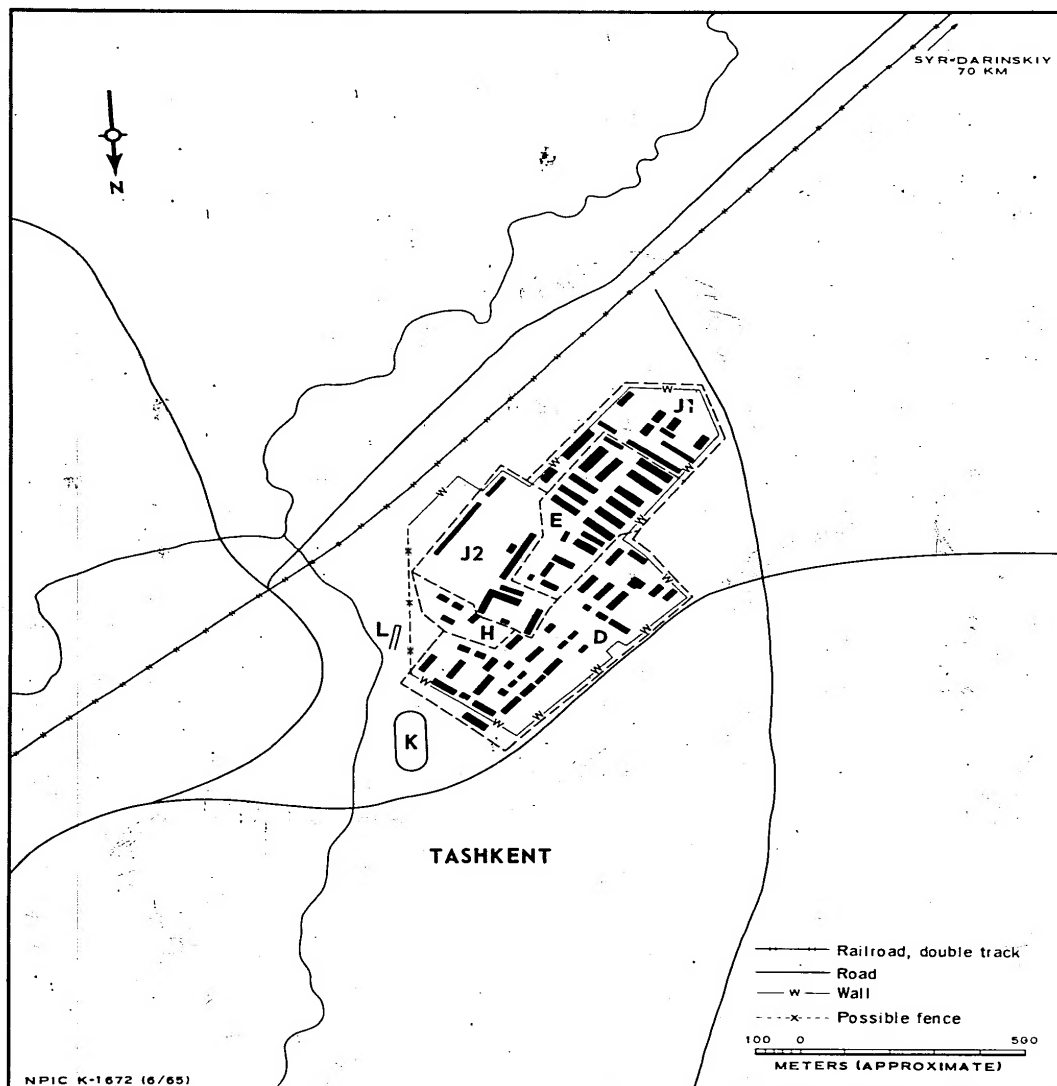 SYR-DARINSKIY
70 KM
N
J1
E
J2
L
H
D
K
TASHKENT
Railroad, double track
Road
W Wall
x Possible fence
100 0 500
METERS (APPROXIMATE)
NPIC K-1672 (6/65)
W
W
W
W
W
W
W
W
W
W